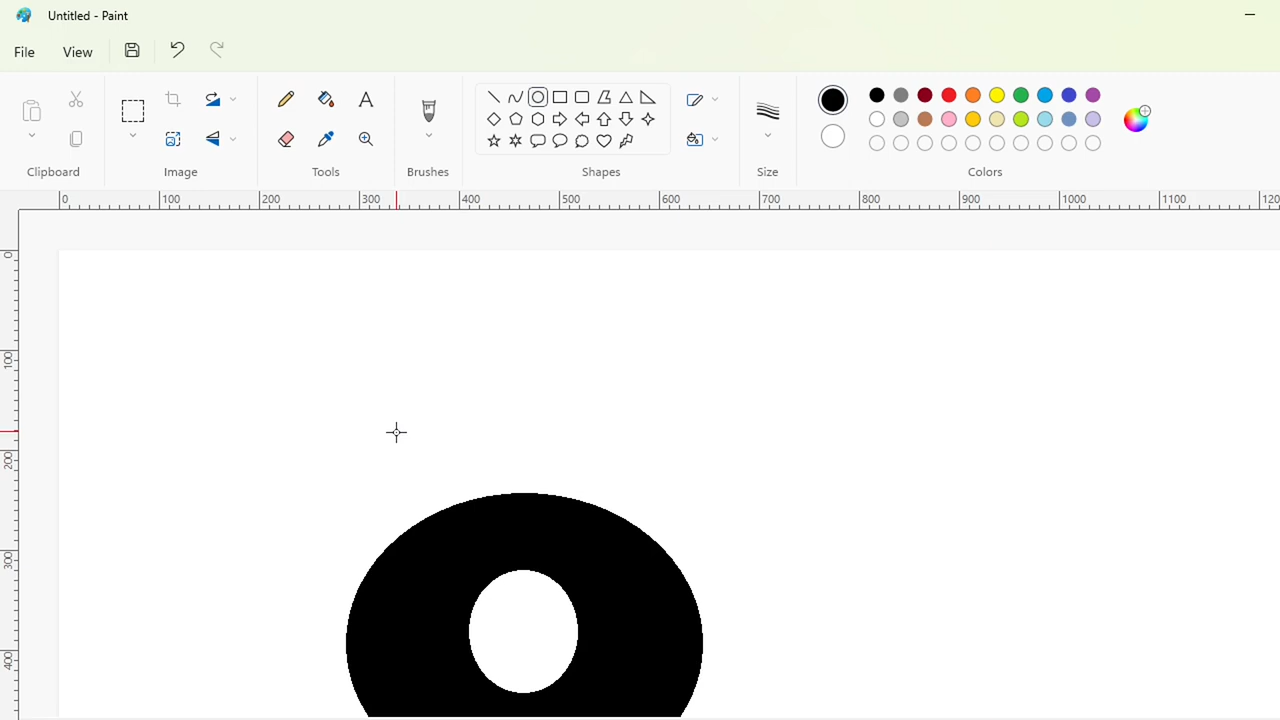 Untitled - Paint
File View
A
Clipboard Image Tools Brushes Shapes Size Colors
0 100 200 300 400 500 600 700 800 900 1000 1100 120
0
100
200
300
400